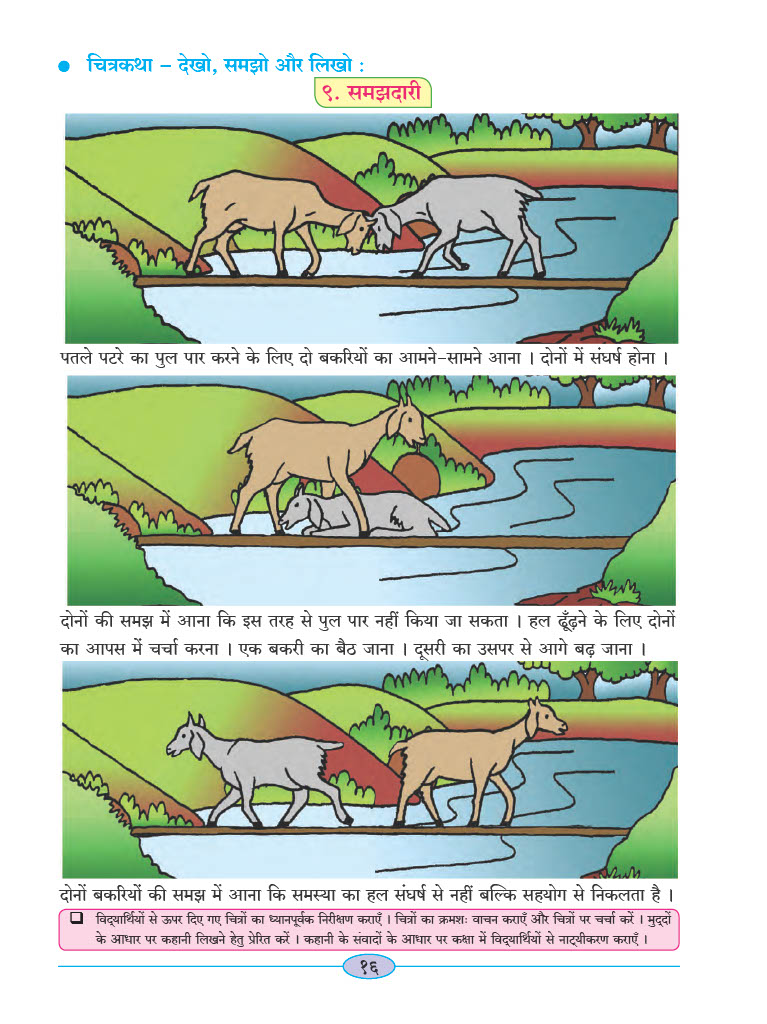 ● चित्रकथा – देखो, समझो और लिखो :
९. समझदारी
पतले पटरे का पुल पार करने के लिए दो बकरियों का आमने-सामने आना । दोनों में संघर्ष होना ।
दोनों की समझ में आना कि इस तरह से पुल पार नहीं किया जा सकता । हल ढूँढ़ने के लिए दोनों
का आपस में चर्चा करना । एक बकरी का बैठ जाना । दूसरी का उसपर से आगे बढ़ जाना ।
दोनों बकरियों की समझ में आना कि समस्या का हल संघर्ष से नहीं बल्कि सहयोग से निकलता है ।
❑ विद्यार्थियों से ऊपर दिए गए चित्रों का ध्यानपूर्वक निरीक्षण कराएँ । चित्रों का क्रमशः वाचन कराएँ और चित्रों पर चर्चा करें । मुद्दों
के आधार पर कहानी लिखने हेतु प्रेरित करें । कहानी के संवादों के आधार पर कक्षा में विद्यार्थियों से नाट्यीकरण कराएँ ।
१६